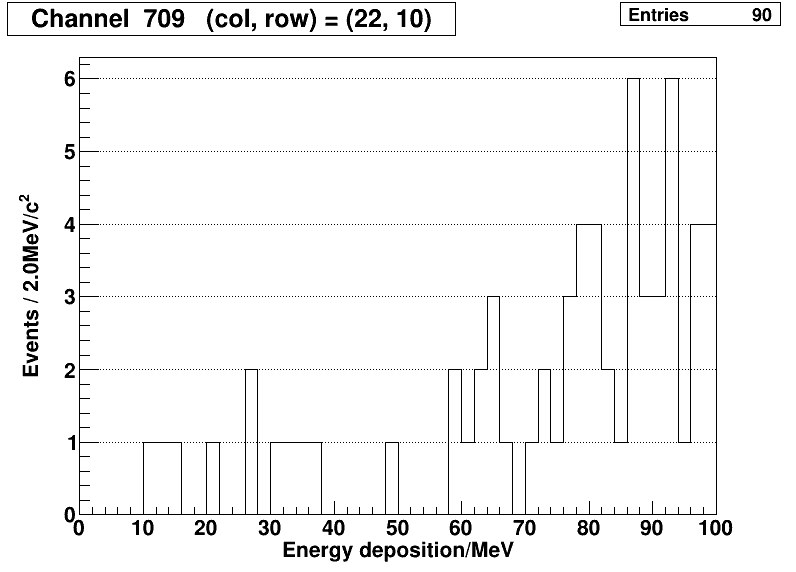 Channel 709 (col, row) = (22, 10)
Entries 90
Events / 2.0MeV/c²
6
5
4
3
2
1
0
0 10 20 30 40 50 60 70 80 90 100
Energy deposition/MeV